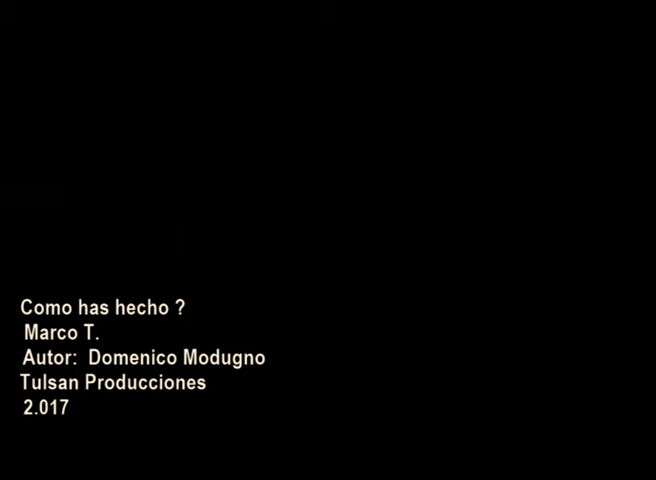 Como has hecho ?
Marco T.
Autor: Domenico Modugno
Tulsan Producciones
2.017